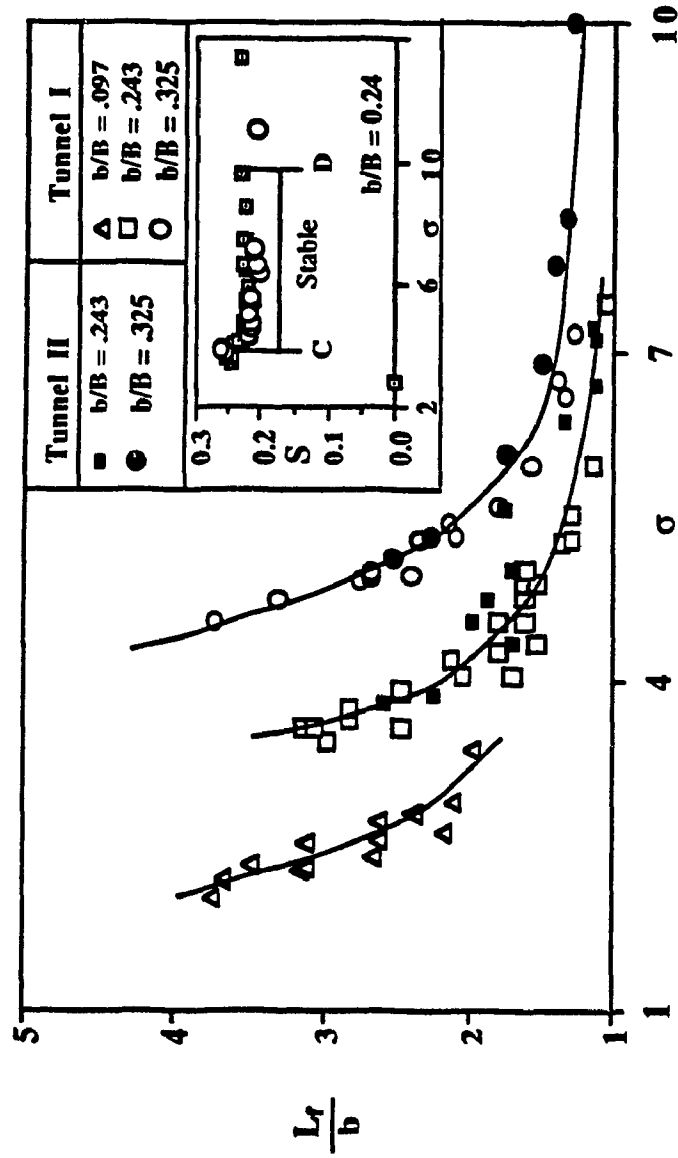 Tunnel II
Tunnel I
b/B = .243
b/B = .325
b/B = .097
b/B = .243
b/B = .325
0.3
0.2
S
0.1
0.0
2
6
σ
10
C
Stable
D
b/B = 0.24
5
4
3
2
1
L_f
b
1
4
σ
7
10